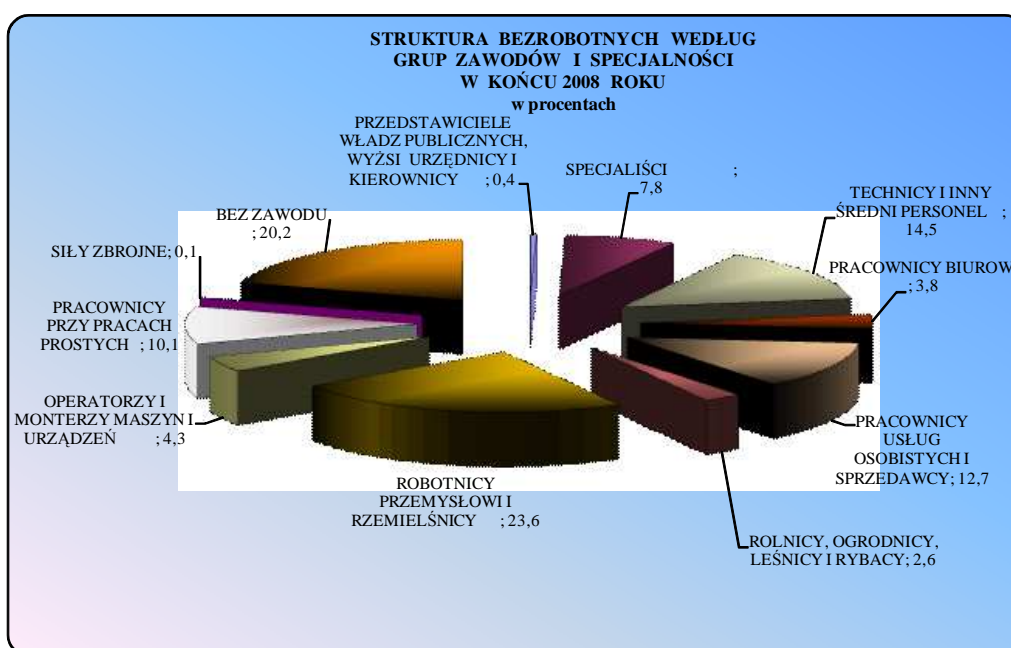 STRUKTURA BEZROBOTNYCH WEDŁUG
GRUP ZAWODÓW I SPECJALNOŚCI
W KOŃCU 2008 ROKU
w procentach
PRZEDSTAWICIELE
WŁADZ PUBLICZNYCH,
WYŻSI URZĘDNICY I
KIEROWNICY ; 0,4
SPECJALIŚCI ;
7,8
TECHNICY I INNY
ŚREDNI PERSONEL ;
14,5
PRACOWNICY BIUROW
; 3,8
PRACOWNICY
USŁUG
OSOBISTYCH I
SPRZEDAWCY; 12,7
ROLNICY, OGRODNICY,
LEŚNICY I RYBACY; 2,6
ROBOTNICY
PRZEMYSŁOWI I
RZEMIELŚNICY ; 23,6
OPERATORZY I
MONTERZY MASZYN I
URZĄDZEŃ ; 4,3
PRACOWNICY
PRZY PRACACH
PROSTYCH ; 10,1
SIŁY ZBROJNE; 0,1
BEZ ZAWODU
; 20,2